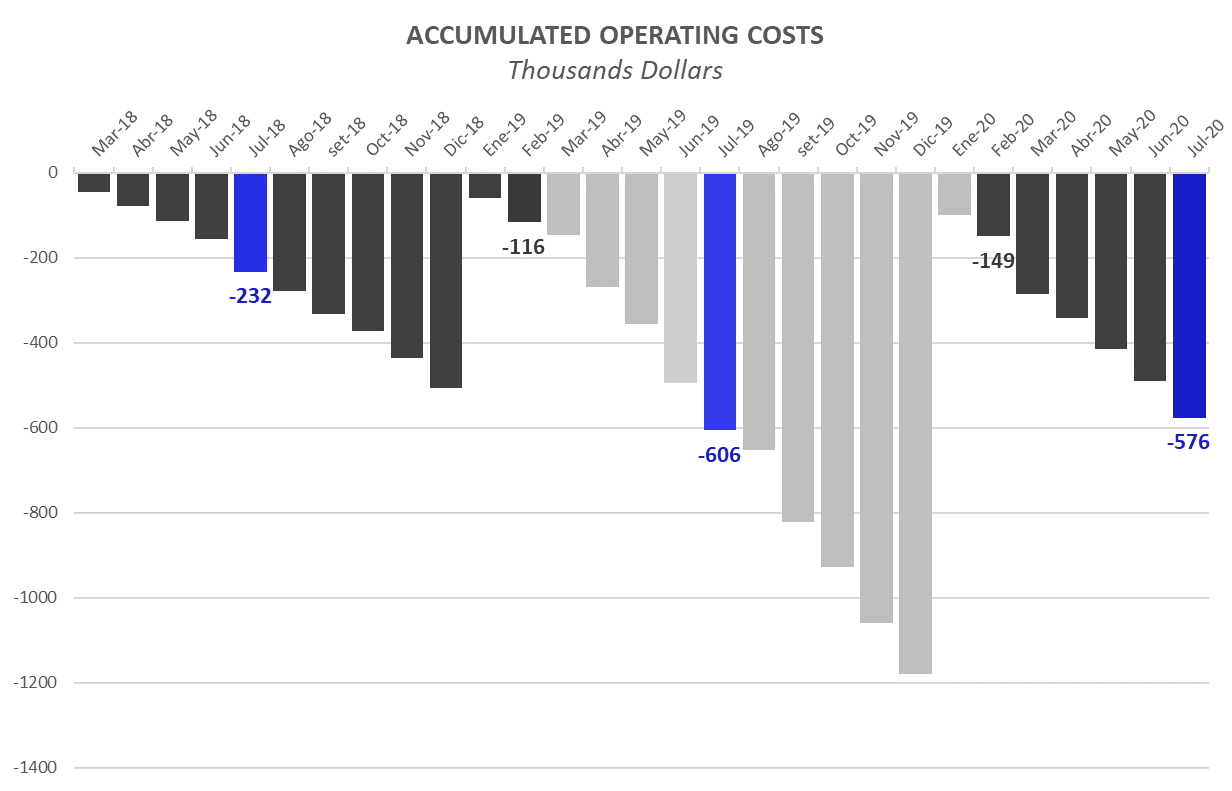 ACCUMULATED OPERATING COSTS
Thousands Dollars
Mar-18
Abr-18
May-18
Jun-18
Jul-18
Ago-18
set-18
Oct-18
Nov-18
Dic-18
Ene-19
Feb-19
Mar-19
Abr-19
May-19
Jun-19
Jul-19
Ago-19
set-19
Oct-19
Nov-19
Dic-19
Ene-20
Feb-20
Mar-20
Abr-20
May-20
Jun-20
Jul-20
0
-116
-200
-149
-232
-400
-600
-576
-606
-800
-1000
-1200
-1400